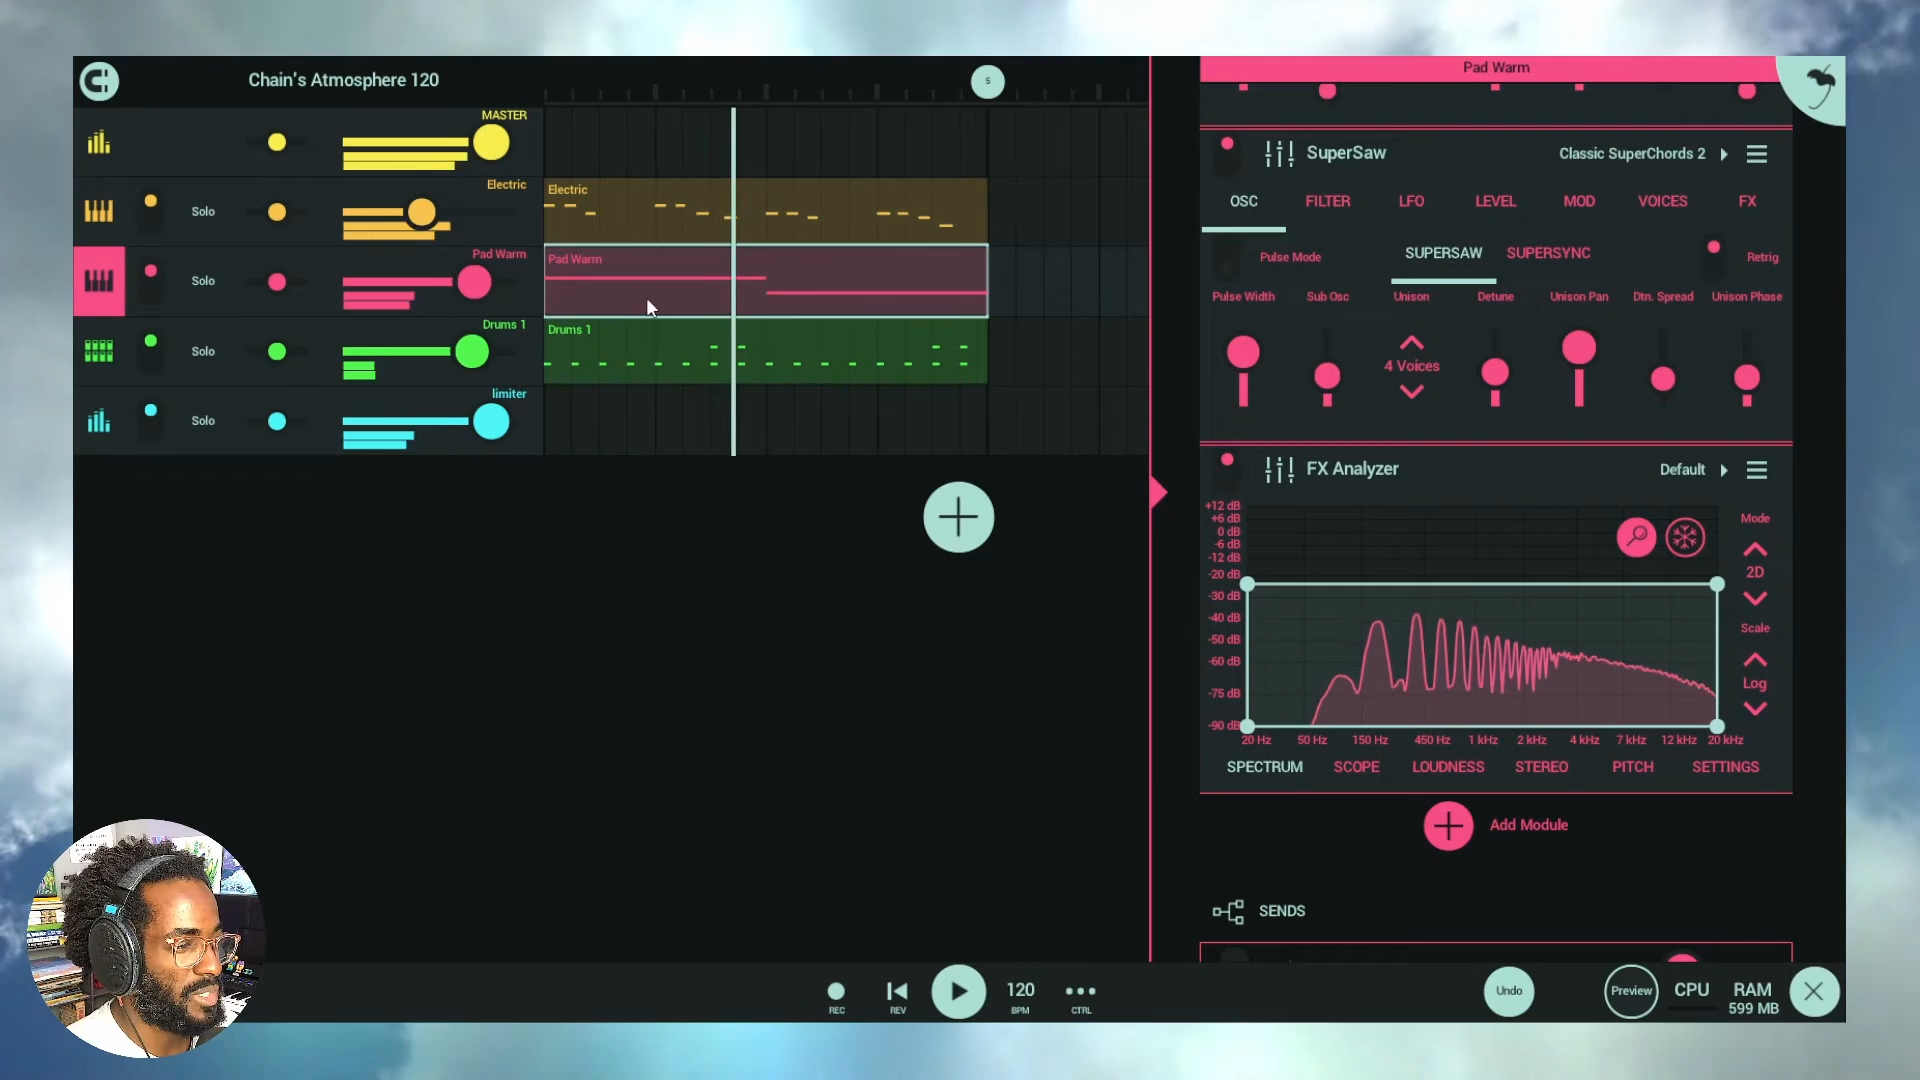 Chain's Atmosphere 120
5
MASTER
Electric
Solo
Electric
Pad Warm
Solo
Pad Warm
Drums 1
Solo
Drums 1
limiter
Solo
Pad Warm
SuperSaw
Classic SuperChords 2
OSC FILTER LFO LEVEL MOD VOICES FX
Pulse Mode
SUPERSAW SUPERSYNC
Retrig
Pulse Width Sub Osc Unison Detune Unison Pan Dtn. Spread Unison Phase
4 Voices
FX Analyzer
Default
+12 dB
+6 dB
0 dB
-6 dB
-12 dB
-20 dB
-30 dB
-40 dB
-50 dB
-60 dB
-75 dB
-90 dB
Mode
2D
Scale
Log
20 Hz 50 Hz 150 Hz 450 Hz 1 kHz 2 kHz 4 kHz 7 kHz 12 kHz 20 kHz
SPECTRUM SCOPE LOUDNESS STEREO PITCH SETTINGS
Add Module
SENDS
REC
REV
120
BPM
CTRL
Undo
Preview
CPU
RAM
599 MB